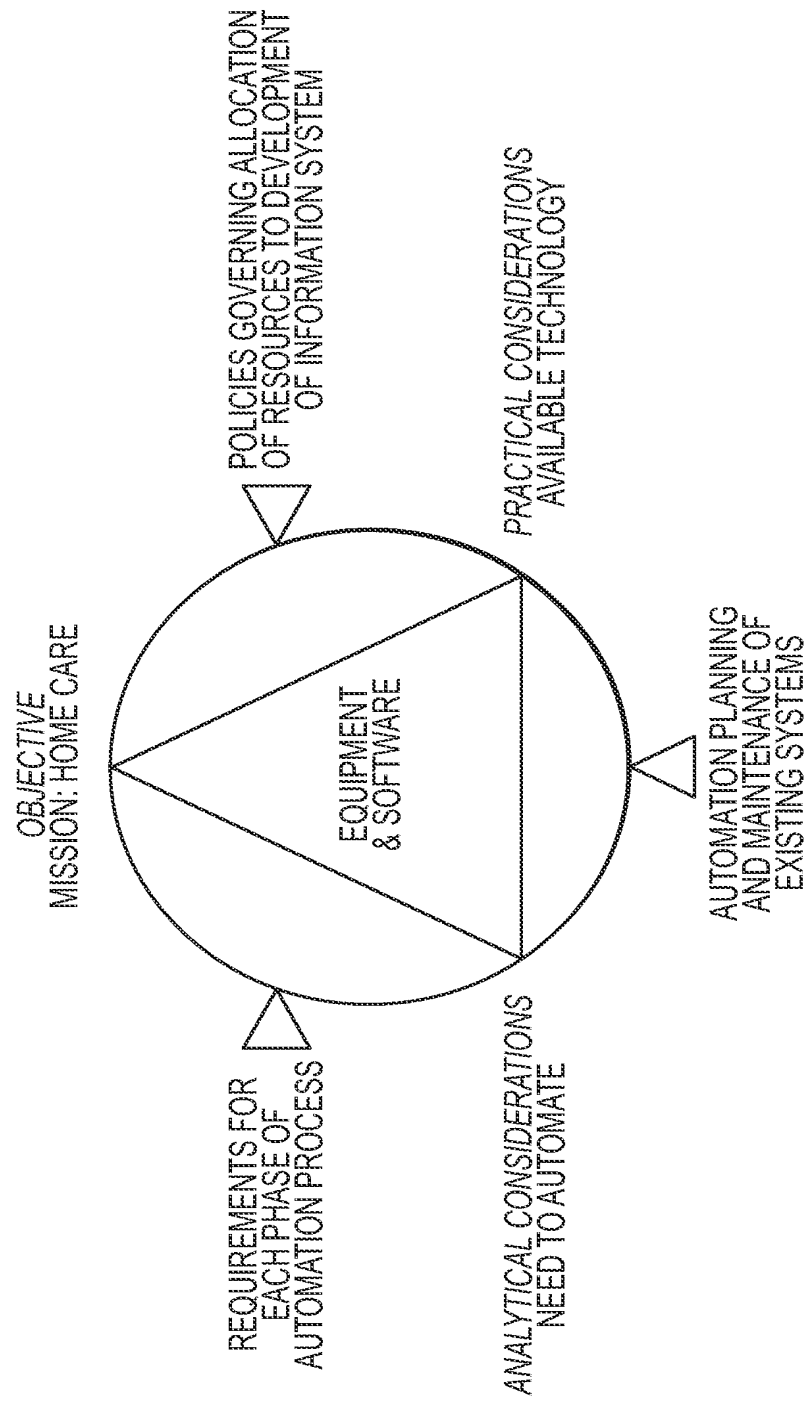 OBJECTIVE
MISSION: HOME CARE
REQUIREMENTS FOR
EACH PHASE OF
AUTOMATION PROCESS
POLICIES GOVERNING ALLOCATION
OF RESOURCES TO DEVELOPMENT
OF INFORMATION SYSTEM
EQUIPMENT
& SOFTWARE
ANALYTICAL CONSIDERATIONS
NEED TO AUTOMATE
PRACTICAL CONSIDERATIONS
AVAILABLE TECHNOLOGY
AUTOMATION PLANNING
AND MAINTENANCE OF
EXISTING SYSTEMS